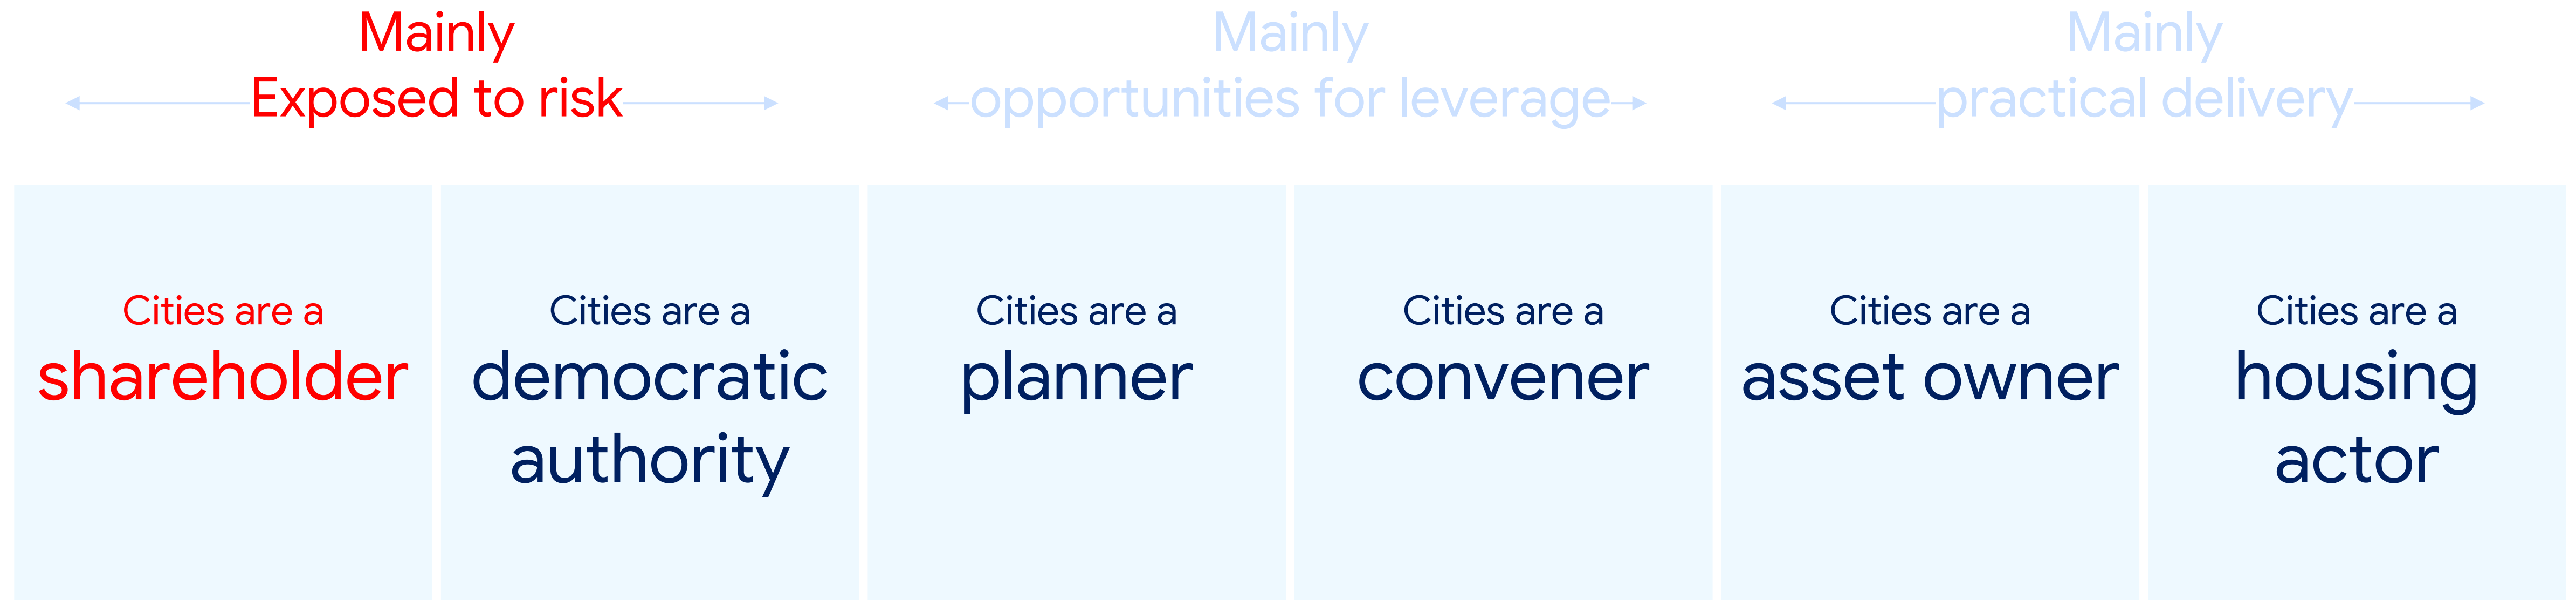 Mainly
Exposed to risk
Mainly
opportunities for leverage
Mainly
practical delivery
Cities are a
shareholder
Cities are a
democratic
authority
Cities are a
planner
Cities are a
convener
Cities are a
asset owner
Cities are a
housing
actor